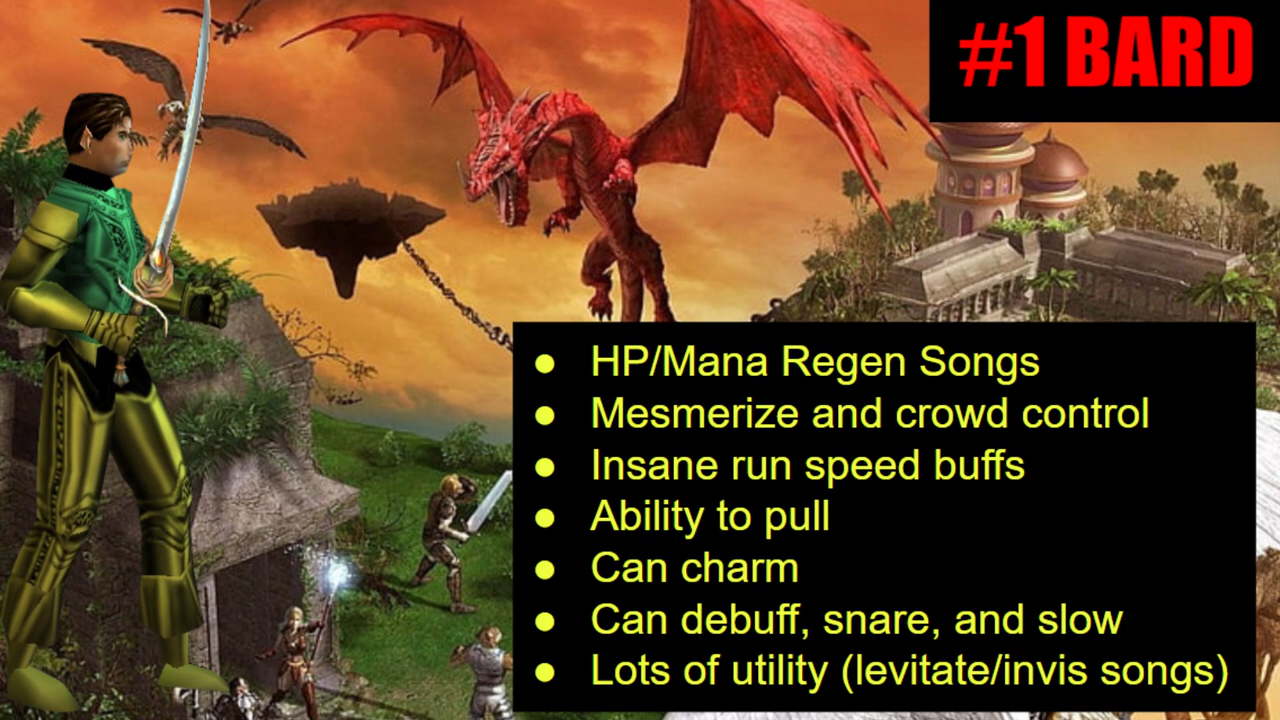 #1 BARD
● HP/Mana Regen Songs
● Mesmerize and crowd control
● Insane run speed buffs
● Ability to pull
● Can charm
● Can debuff, snare, and slow
● Lots of utility (levitate/invis songs)